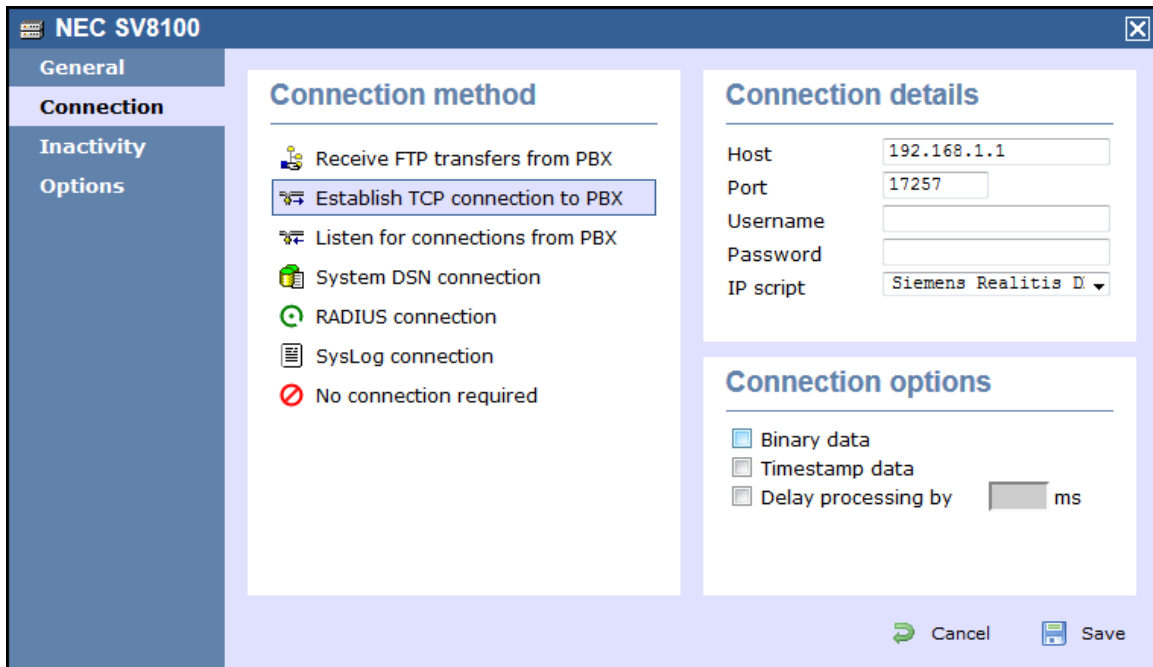 NEC SV8100
General
Connection
Inactivity
Options
Connection method
Receive FTP transfers from PBX
Establish TCP connection to PBX
Listen for connections from PBX
System DSN connection
RADIUS connection
SysLog connection
No connection required
Connection details
Host 192.168.1.1
Port 17257
Username
Password
IP script Siemens Realitis
Connection options
Binary data
Timestamp data
Delay processing by ms
Cancel Save